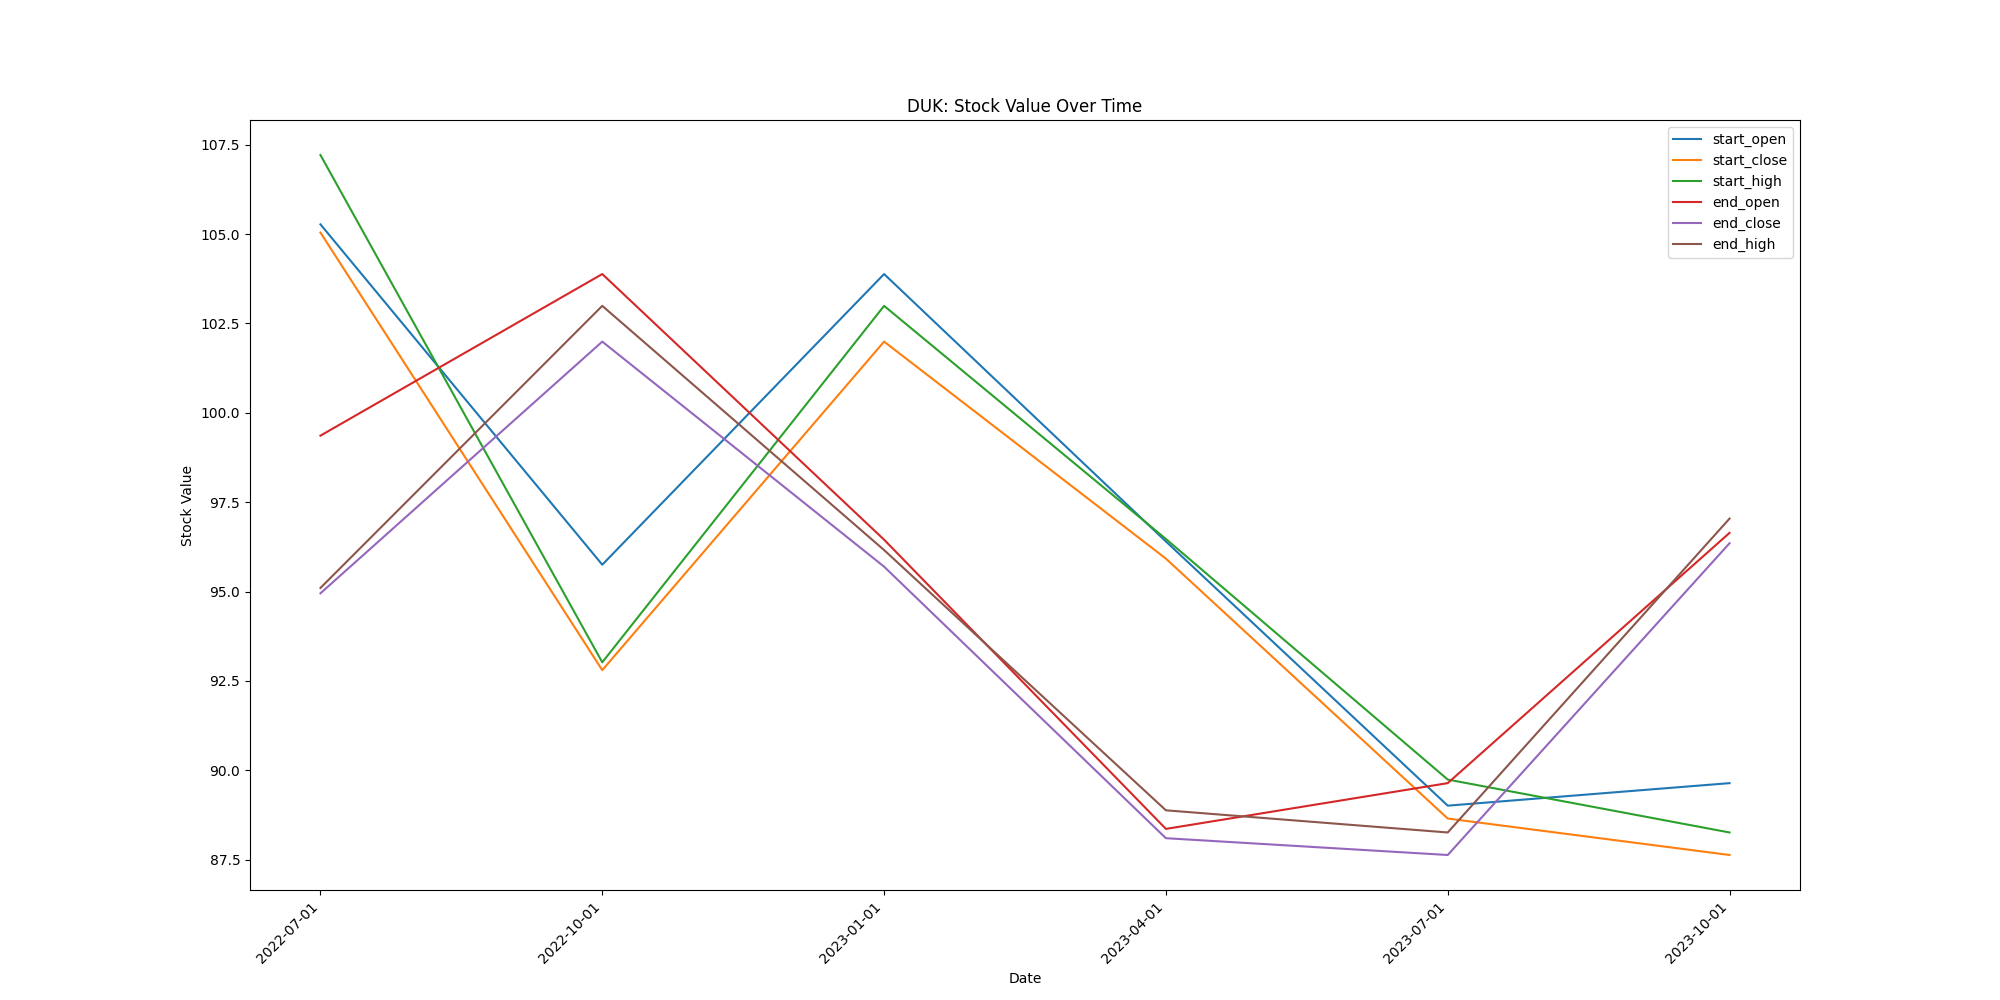 DUK: Stock Value Over Time
107.5
105.0
102.5
100.0
97.5
95.0
92.5
90.0
87.5
Stock Value
start_open
start_close
start_high
end_open
end_close
end_high
2022-07-01
2022-10-01
2023-01-01
2023-04-01
2023-07-01
2023-10-01
Date